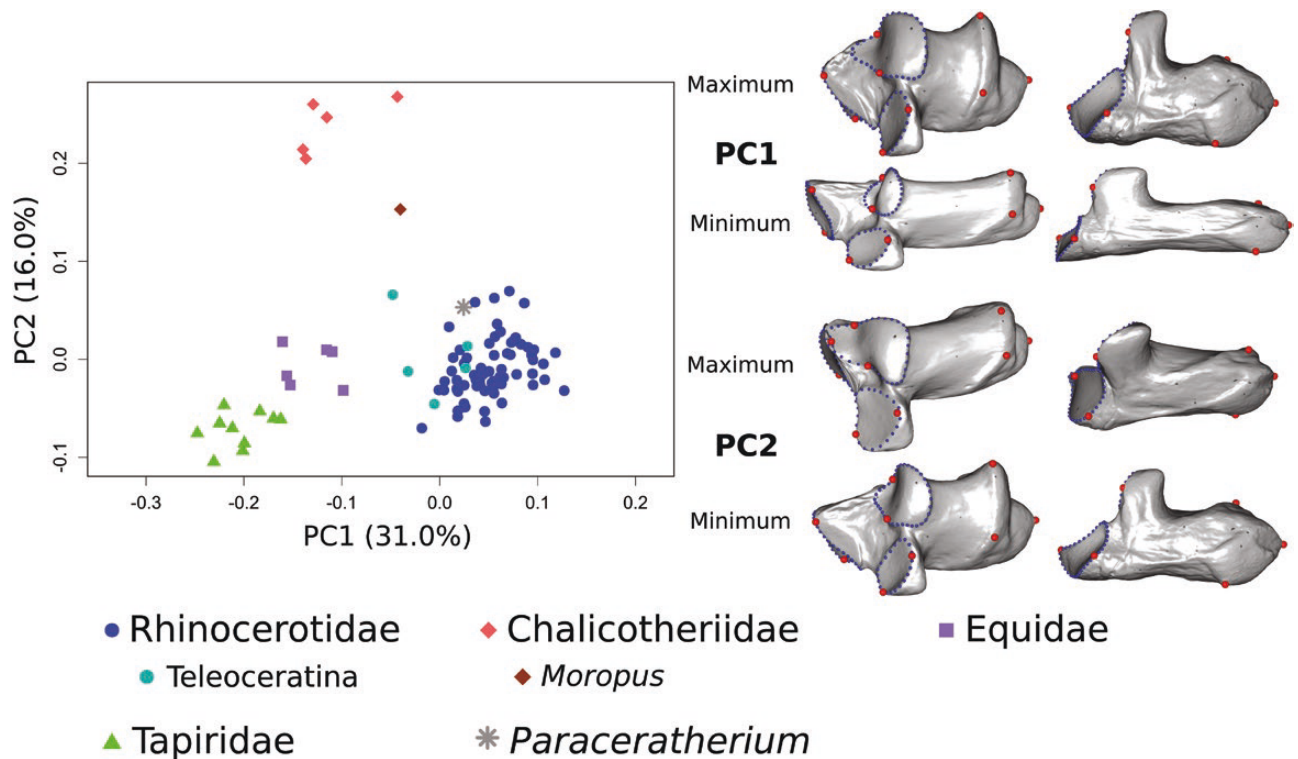 PC2 (16.0%)
0.2
0.1
0.0
-0.1
-0.3
-0.2
-0.1
0.0
0.1
0.2
PC1 (31.0%)
Maximum
PC1
Minimum
Maximum
PC2
Minimum
Rhinocerotidae
Chalicotheriidae
Equidae
Teleoceratina
Moropus
Tapiridae
Paraceratherium